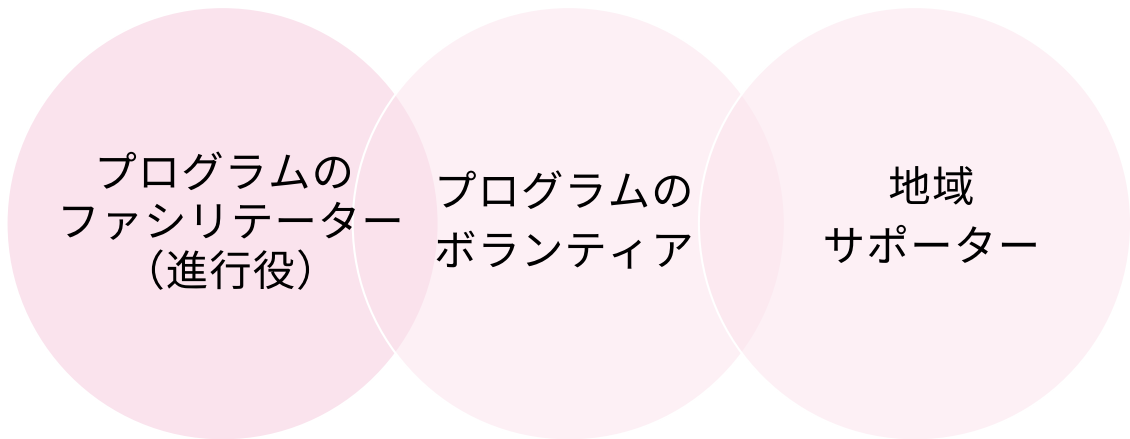 プログラムの
ファシリテーター
（進行役）
プログラムの
ボランティア
地域
サポーター